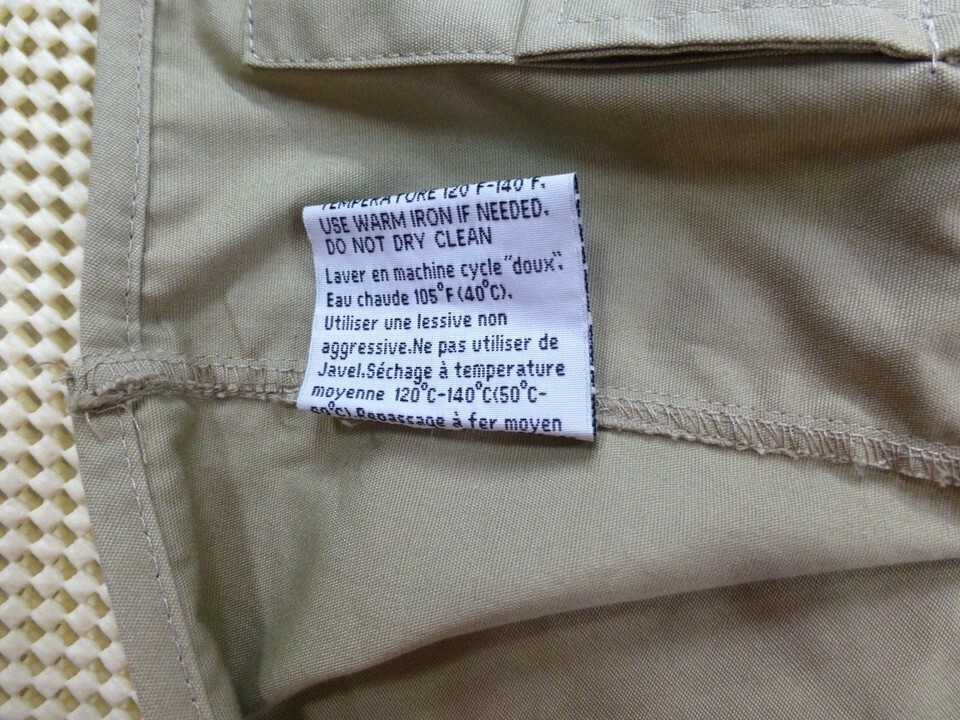 TEMPERATURE 120°F-140°F.
USE WARM IRON IF NEEDED.
DO NOT DRY CLEAN
Laver en machine cycle "doux".
Eau chaude 105°F(40°C).
Utiliser une lessive non
aggressive.Ne pas utiliser de
Javel.Séchage à temperature
moyenne 120°C-140°C(50°C-
60°C).Repassage à fer moyen